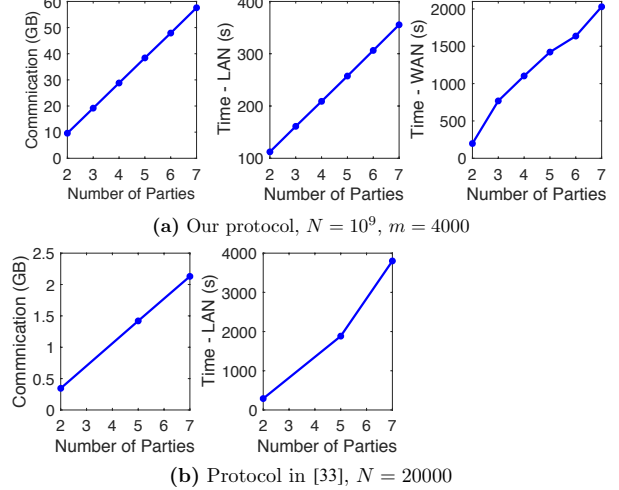 Commnication (GB)
60
50
40
30
20
10
0
2 3 4 5 6 7
Number of Parties
Time - LAN (s)
400
300
200
100
2 3 4 5 6 7
Number of Parties
Time - WAN (s)
2000
1500
1000
500
0
2 3 4 5 6 7
Number of Parties
(a) Our protocol, N = 10⁹, m = 4000
Commnication (GB)
2.5
2
1.5
1
0.5
0
2 3 4 5 6 7
Number of Parties
Time - LAN (s)
4000
3000
2000
1000
0
2 3 4 5 6 7
Number of Parties
(b) Protocol in [33], N = 20000